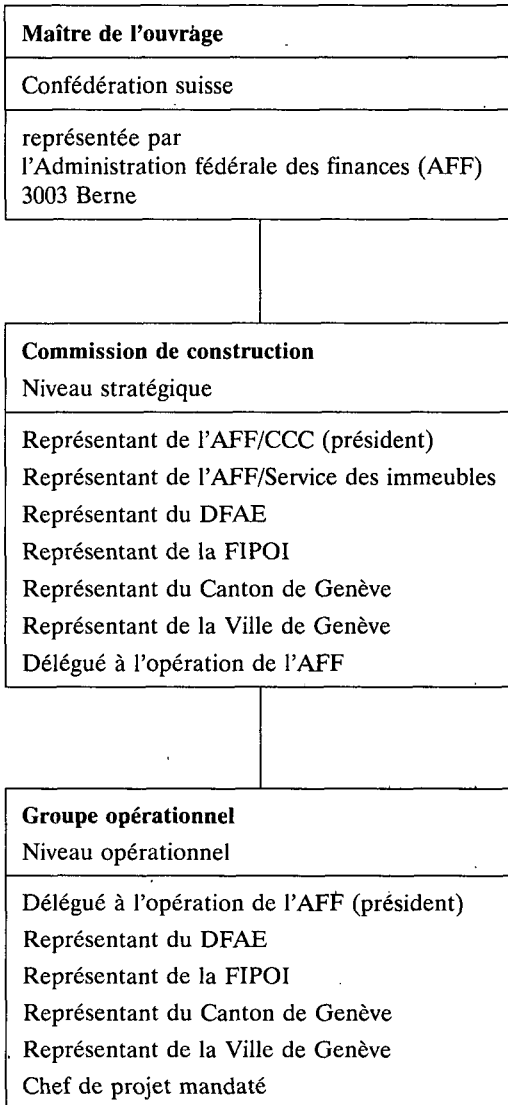 Maître de l'ouvrage
Confédération suisse
représentée par
l'Administration fédérale des finances (AFF)
3003 Berne
Commission de construction
Niveau stratégique
Représentant de l'AFF/CCC (président)
Représentant de l'AFF/Service des immeubles
Représentant du DFAE
Représentant de la FIPOI
Représentant du Canton de Genève
Représentant de la Ville de Genève
Délégué à l'opération de l'AFF
Groupe opérationnel
Niveau opérationnel
Délégué à l'opération de l'AFF (président)
Représentant du DFAE
Représentant de la FIPOI
Représentant du Canton de Genève
Représentant de la Ville de Genève
Chef de projet mandaté